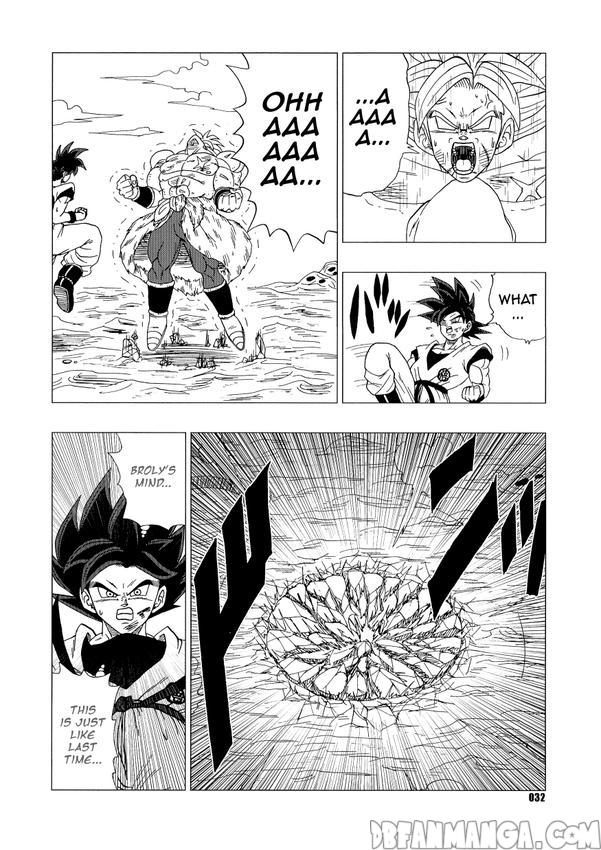 ...A
AAA
A...
WHAT
...
OHH
AAA
AAA
AA...
BROLY'S
MIND...
THIS
IS JUST
LIKE
LAST
TIME...
032
DBFANMANGA.COM